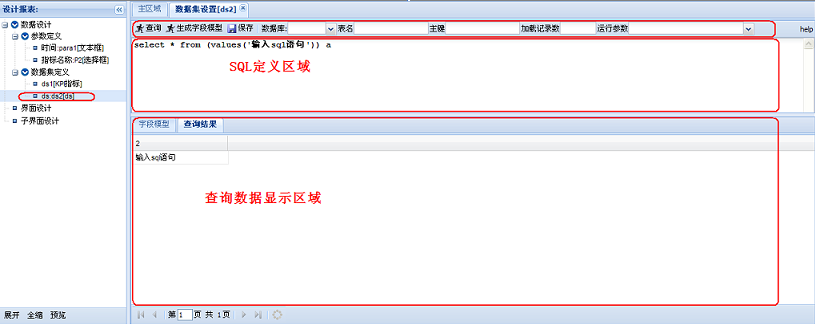 设计报表:
数据设计
参数定义
时间:para1[文本框]
指标名称:P2[选择框]
数据集定义
ds1[KPI指标]
ds:ds2[ds]
界面设计
子界面设计
展开 全缩 预览
主区域 数据集设置[ds2]
查询 生成字段模型 保存 数据库: 表名 主键 加载记录数 运行参数 help
select * from (values('输入sql语句')) a
SQL定义区域
字段模型 查询结果
2
输入sql语句
查询数据显示区域
第 1 页 共 1页